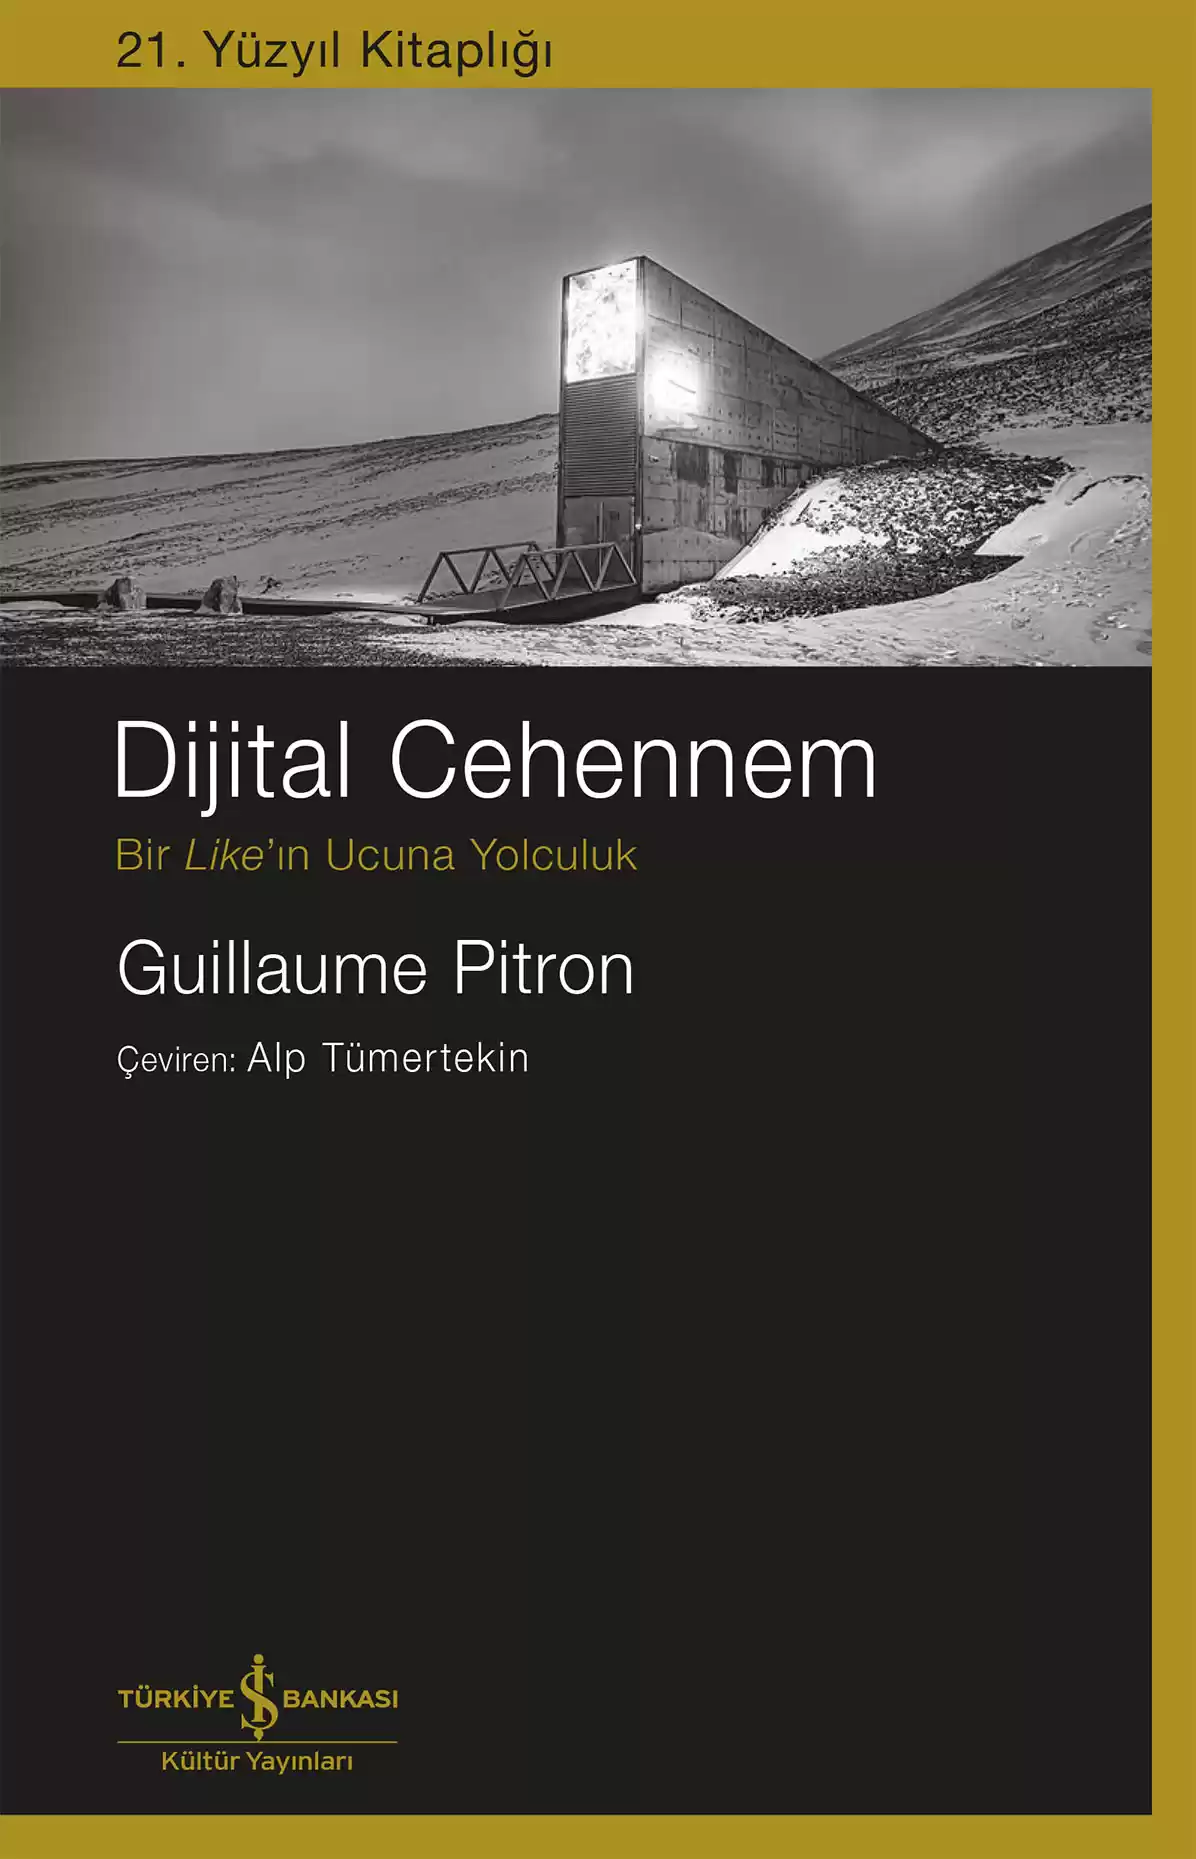 21. Yüzyıl Kitaplığı
Dijital Cehennem
Bir Like’ın Ucuna Yolculuk
Guillaume Pitron
Çeviren: Alp Tümertekin
TÜRKİYE İŞ BANKASI
Kültür Yayınları